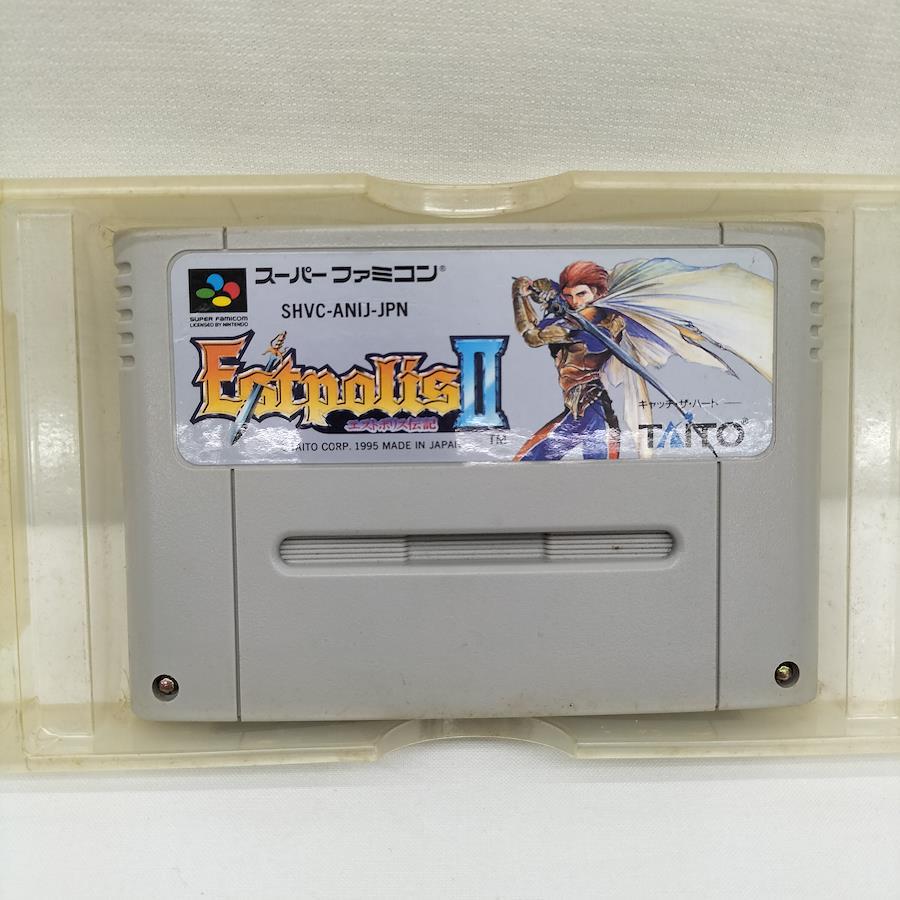 スーパーファミコン®
SUPER FAMICOM
LICENSED BY NINTENDO
SHVC-ANIJ-JPN
Estpolis II
エストポリス伝記
TM
TAITO CORP. 1995 MADE IN JAPAN
キャッチ・ザ・ハート
TAITO®